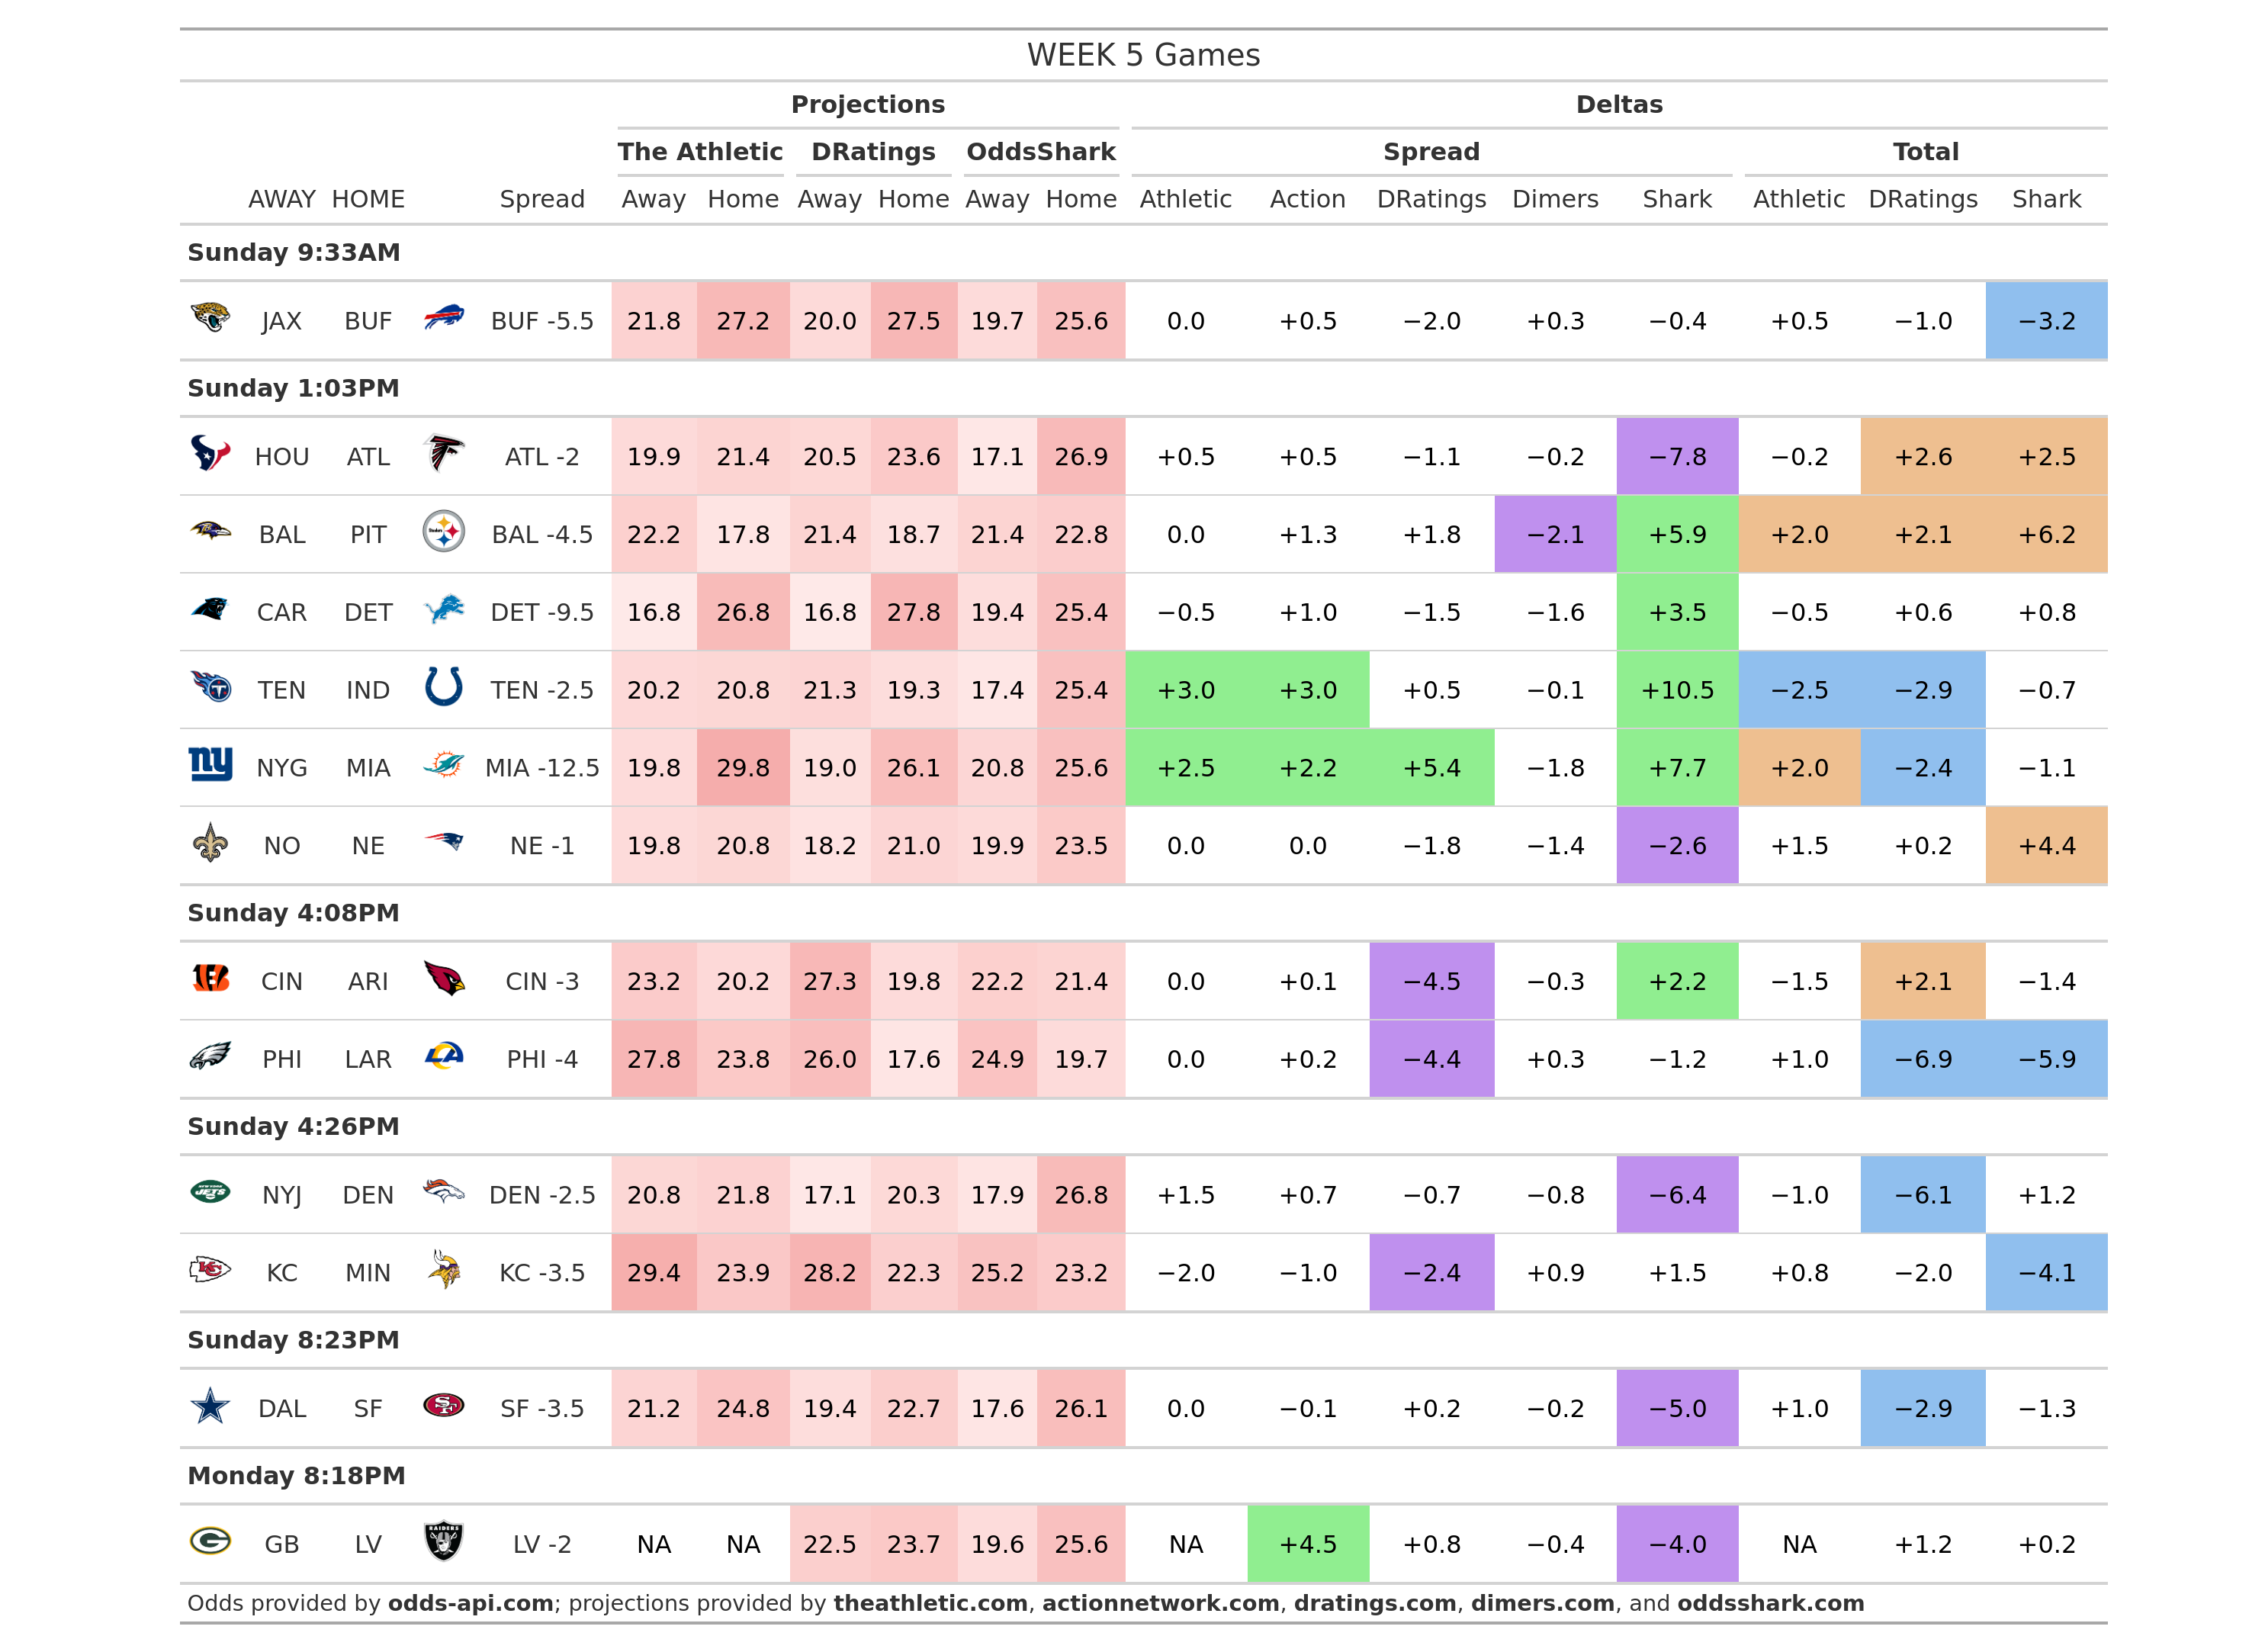 WEEK 5 Games
Projections Deltas
The Athletic DRatings OddsShark Spread Total
AWAY HOME Spread Away Home Away Home Away Home Athletic Action DRatings Dimers Shark Athletic DRatings Shark
Sunday 9:33AM
JAX BUF BUF -5.5 21.8 27.2 20.0 27.5 19.7 25.6 0.0 +0.5 −2.0 +0.3 −0.4 +0.5 −1.0 −3.2
Sunday 1:03PM
HOU ATL ATL -2 19.9 21.4 20.5 23.6 17.1 26.9 +0.5 +0.5 −1.1 −0.2 −7.8 −0.2 +2.6 +2.5
BAL PIT BAL -4.5 22.2 17.8 21.4 18.7 21.4 22.8 0.0 +1.3 +1.8 −2.1 +5.9 +2.0 +2.1 +6.2
CAR DET DET -9.5 16.8 26.8 16.8 27.8 19.4 25.4 −0.5 +1.0 −1.5 −1.6 +3.5 −0.5 +0.6 +0.8
TEN IND TEN -2.5 20.2 20.8 21.3 19.3 17.4 25.4 +3.0 +3.0 +0.5 −0.1 +10.5 −2.5 −2.9 −0.7
ny NYG MIA MIA -12.5 19.8 29.8 19.0 26.1 20.8 25.6 +2.5 +2.2 +5.4 −1.8 +7.7 +2.0 −2.4 −1.1
NO NE NE -1 19.8 20.8 18.2 21.0 19.9 23.5 0.0 0.0 −1.8 −1.4 −2.6 +1.5 +0.2 +4.4
Sunday 4:08PM
CIN ARI CIN -3 23.2 20.2 27.3 19.8 22.2 21.4 0.0 +0.1 −4.5 −0.3 +2.2 −1.5 +2.1 −1.4
PHI LAR PHI -4 27.8 23.8 26.0 17.6 24.9 19.7 0.0 +0.2 −4.4 +0.3 −1.2 +1.0 −6.9 −5.9
Sunday 4:26PM
JETS NYJ DEN DEN -2.5 20.8 21.8 17.1 20.3 17.9 26.8 +1.5 +0.7 −0.7 −0.8 −6.4 −1.0 −6.1 +1.2
KC KC MIN KC -3.5 29.4 23.9 28.2 22.3 25.2 23.2 −2.0 −1.0 −2.4 +0.9 +1.5 +0.8 −2.0 −4.1
Sunday 8:23PM
DAL SF SF SF -3.5 21.2 24.8 19.4 22.7 17.6 26.1 0.0 −0.1 +0.2 −0.2 −5.0 +1.0 −2.9 −1.3
Monday 8:18PM
G GB LV RAIDERS LV -2 NA NA 22.5 23.7 19.6 25.6 NA +4.5 +0.8 −0.4 −4.0 NA +1.2 +0.2
Odds provided by odds-api.com; projections provided by theathletic.com, actionnetwork.com, dratings.com, dimers.com, and oddsshark.com